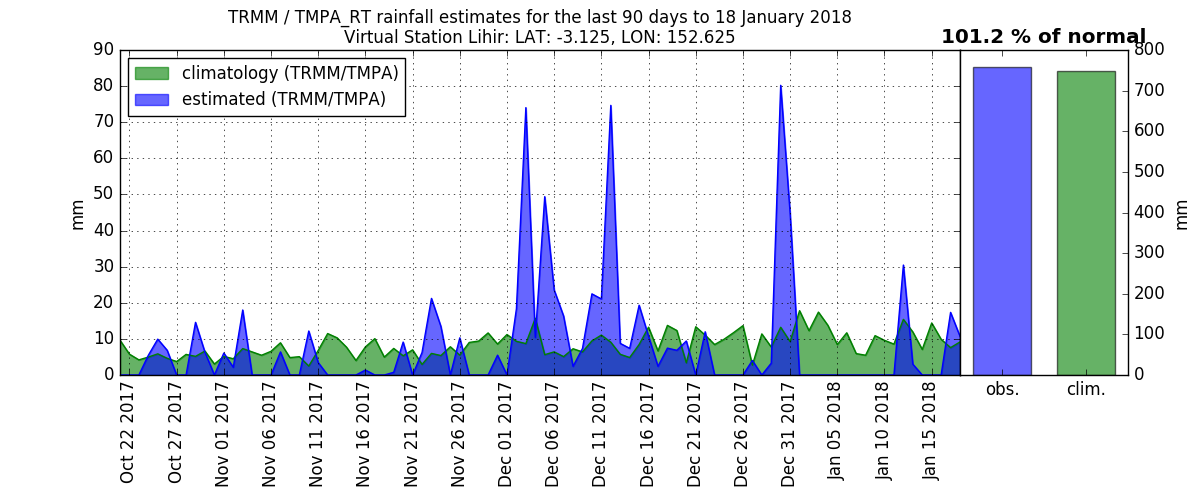 TRMM / TMPA_RT rainfall estimates for the last 90 days to 18 January 2018
Virtual Station Lihir: LAT: -3.125, LON: 152.625
101.2 % of normal
climatology (TRMM/TMPA)
estimated (TRMM/TMPA)
90
80
70
60
50
40
30
20
10
0
mm
Oct 22 2017
Oct 27 2017
Nov 01 2017
Nov 06 2017
Nov 11 2017
Nov 16 2017
Nov 21 2017
Nov 26 2017
Dec 01 2017
Dec 06 2017
Dec 11 2017
Dec 16 2017
Dec 21 2017
Dec 26 2017
Dec 31 2017
Jan 05 2018
Jan 10 2018
Jan 15 2018
obs.
clim.
800
700
600
500
400
300
200
100
0
mm